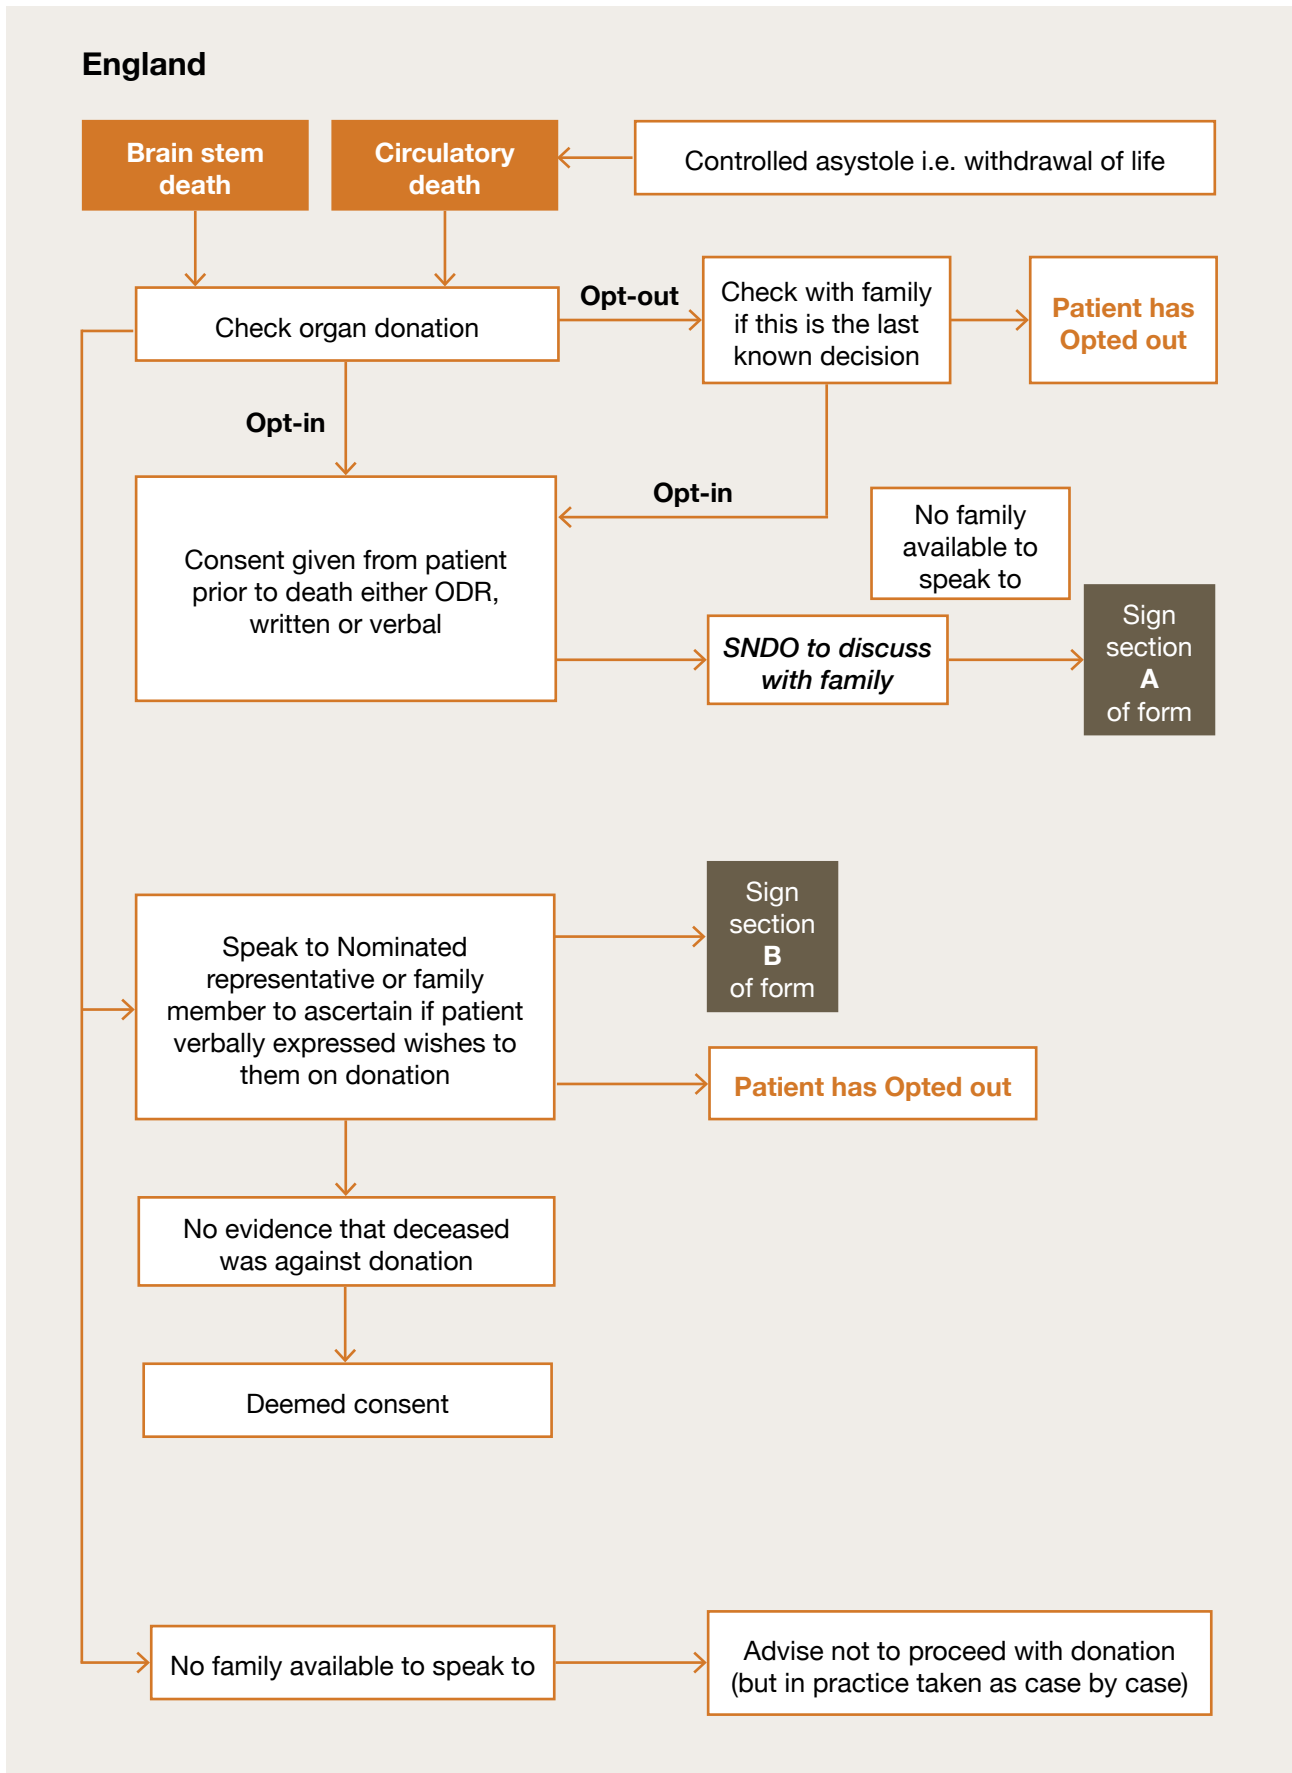 England
Brain stem
death
Circulatory
death
Controlled asystole i.e. withdrawal of life
Check organ donation
Opt-out
Check with family
if this is the last
known decision
Patient has
Opted out
Opt-in
Opt-in
Consent given from patient
prior to death either ODR,
written or verbal
No family
available to
speak to
SNDO to discuss
with family
Sign
section
A
of form
Speak to Nominated
representative or family
member to ascertain if patient
verbally expressed wishes to
them on donation
Sign
section
B
of form
Patient has Opted out
No evidence that deceased
was against donation
Deemed consent
No family available to speak to
Advise not to proceed with donation
(but in practice taken as case by case)